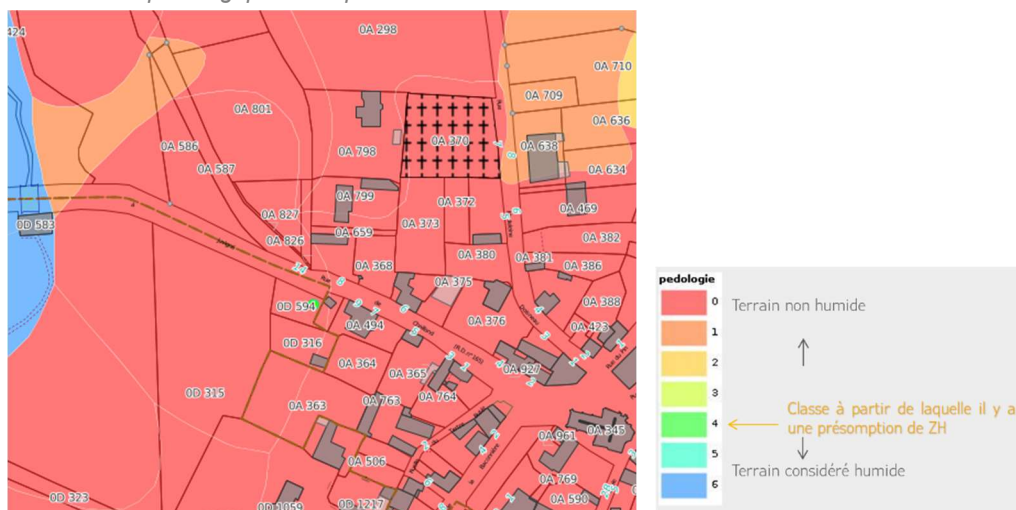 424
0A 298
0A 710
0A 709
0A 801
0A 636
0A 370
0A 586
0A 638
0A 798
0A 587
0A 634
0A 799
0A 372
0A 469
0A 827
0A 373
0D 583
0A 659
0A 382
0A 826
0A 380
0A 381
0A 368
0A 386
0A 375
0A 388
0D 594
0A 376
0A 494
0A 423
0D 316
0A 364
0A 365
0A 927
0D 315
0A 764
0A 763
0A 363
0A 961
0A 345
0A 506
0A 769
0D 323
0A 590
0D 1059
0D 1217
pedologie
0 Terrain non humide
1
2
3
4 Classe à partir de laquelle il y a
une présomption de ZH
5
Terrain considéré humide
6